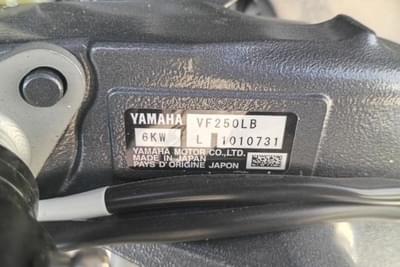 YAMAHA VF250LB
6KW L 1010731
YAMAHA MOTOR CO.,LTD.
MADE IN JAPAN
PAYS D'ORIGINE JAPON